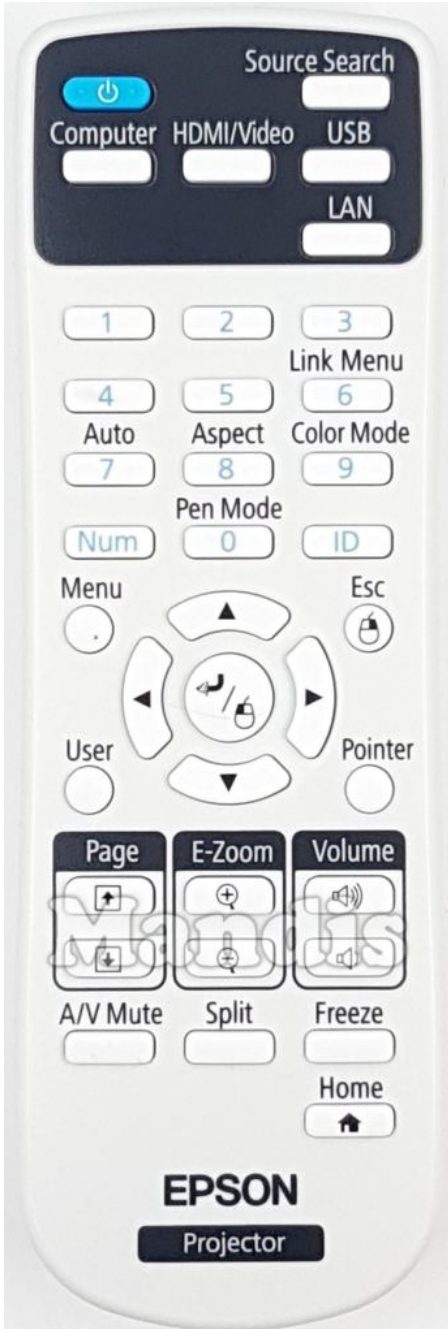 Source Search
Computer HDMI/Video USB
LAN
1 2 3
Link Menu
4 5 6
Auto Aspect Color Mode
7 8 9
Pen Mode
Num 0 ID
Menu Esc
User Pointer
Page E-Zoom Volume
Mandis
A/V Mute Split Freeze
Home
EPSON
Projector